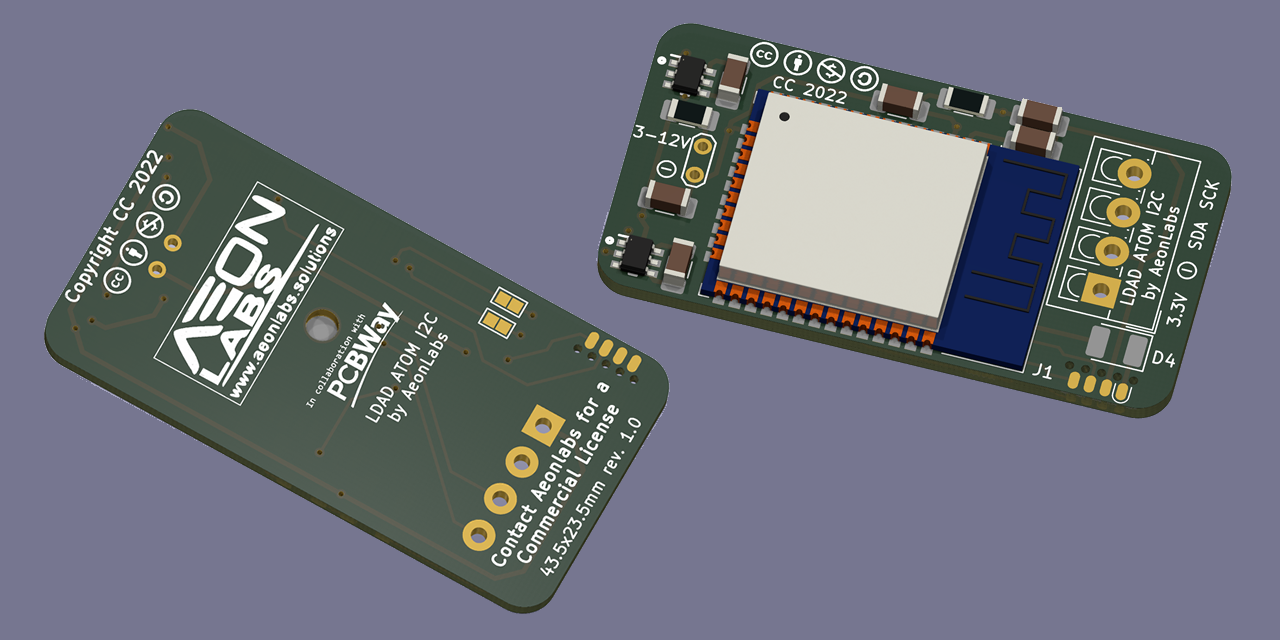 Copyright CC 2022
cc
AEON
LABS
www.aeonlabs.solutions
In collaboration with
PCBWay
LDAD ATOM I2C
by AeonLabs
Contact Aeonlabs for a
Commercial License
43.5x23.5mm rev. 1.0
cc
CC 2022
3-12V
LDAD ATOM I2C
by AeonLabs
3.3V
SDA SCK
J1
D4